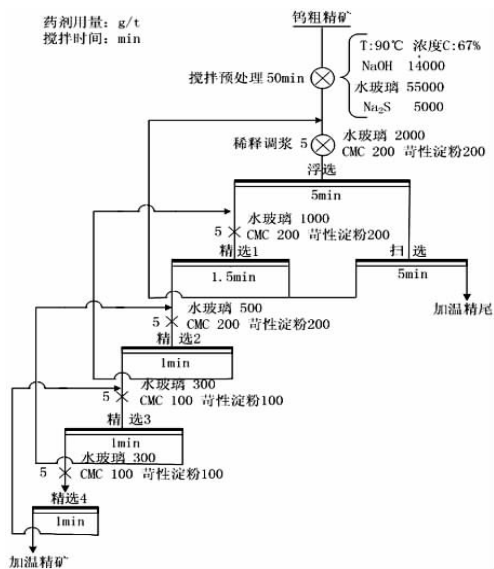 药剂用量: g/t
搅拌时间: min
钨粗精矿
T:90℃ 浓度C:67%
NaOH 14000
水玻璃 55000
Na₂S 5000
搅拌预处理 50min
稀释调浆 5
水玻璃 2000
CMC 200 苛性淀粉200
浮选
5min
水玻璃 1000
5
CMC 200 苛性淀粉200
精选1
1.5min
扫 选
5min
加温精尾
水玻璃 500
5
CMC 200 苛性淀粉200
精选2
1min
水玻璃 300
5
CMC 100 苛性淀粉100
精选3
1min
水玻璃 300
5
CMC 100 苛性淀粉100
精选4
1min
加温精矿